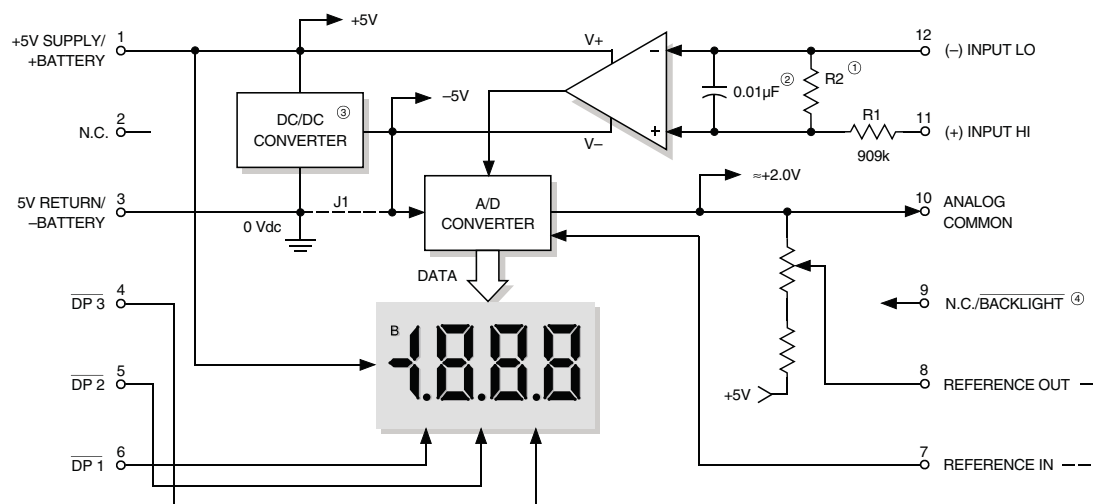 +5V
+5V SUPPLY/
+BATTERY
1
V+
–
12
(–) INPUT LO
DC/DC ③
CONVERTER
–5V
0.01µF ②
R2 ①
2
N.C.
V–
+
R1
909k
11
(+) INPUT HI
5V RETURN/
–BATTERY
3
0 Vdc
J1
A/D
CONVERTER
≈+2.0V
10
ANALOG
COMMON
DATA
DP 3
4
B
-1.8.8.8
9
N.C./BACKLIGHT ④
DP 2
5
+5V
8
REFERENCE OUT
DP 1
6
7
REFERENCE IN